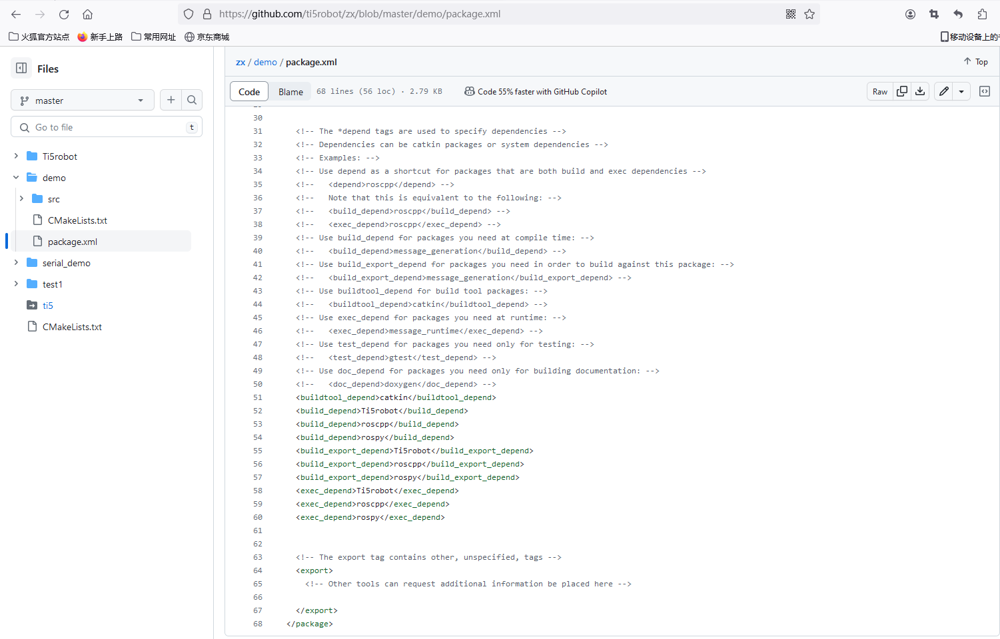 https://github.com/ti5robot/zx/blob/master/demo/package.xml
火狐官方站点 新手上路 常用网址 京东商城 移动设备上的
Files
master
Go to file t
Ti5robot
demo
src
CMakeLists.txt
package.xml
serial_demo
test1
ti5
CMakeLists.txt
zx / demo / package.xml Top
Code Blame 68 lines (56 loc) · 2.79 KB Code 55% faster with GitHub Copilot Raw
30
31 <!-- The *depend tags are used to specify dependencies -->
32 <!-- Dependencies can be catkin packages or system dependencies -->
33 <!-- Examples: -->
34 <!-- Use depend as a shortcut for packages that are both build and exec dependencies -->
35 <!--   <depend>roscpp</depend> -->
36 <!--   Note that this is equivalent to the following: -->
37 <!--   <build_depend>roscpp</build_depend> -->
38 <!--   <exec_depend>roscpp</exec_depend> -->
39 <!-- Use build_depend for packages you need at compile time: -->
40 <!--   <build_depend>message_generation</build_depend> -->
41 <!-- Use build_export_depend for packages you need in order to build against this package: -->
42 <!--   <build_export_depend>message_generation</build_export_depend> -->
43 <!-- Use buildtool_depend for build tool packages: -->
44 <!--   <buildtool_depend>catkin</buildtool_depend> -->
45 <!-- Use exec_depend for packages you need at runtime: -->
46 <!--   <exec_depend>message_runtime</exec_depend> -->
47 <!-- Use test_depend for packages you need only for testing: -->
48 <!--   <test_depend>gtest</test_depend> -->
49 <!-- Use doc_depend for packages you need only for building documentation: -->
50 <!--   <doc_depend>doxygen</doc_depend> -->
51 <buildtool_depend>catkin</buildtool_depend>
52 <build_depend>Ti5robot</build_depend>
53 <build_depend>roscpp</build_depend>
54 <build_depend>rospy</build_depend>
55 <build_export_depend>Ti5robot</build_export_depend>
56 <build_export_depend>roscpp</build_export_depend>
57 <build_export_depend>rospy</build_export_depend>
58 <exec_depend>Ti5robot</exec_depend>
59 <exec_depend>roscpp</exec_depend>
60 <exec_depend>rospy</exec_depend>
61
62
63 <!-- The export tag contains other, unspecified, tags -->
64 <export>
65 <!-- Other tools can request additional information be placed here -->
66
67 </export>
68 </package>